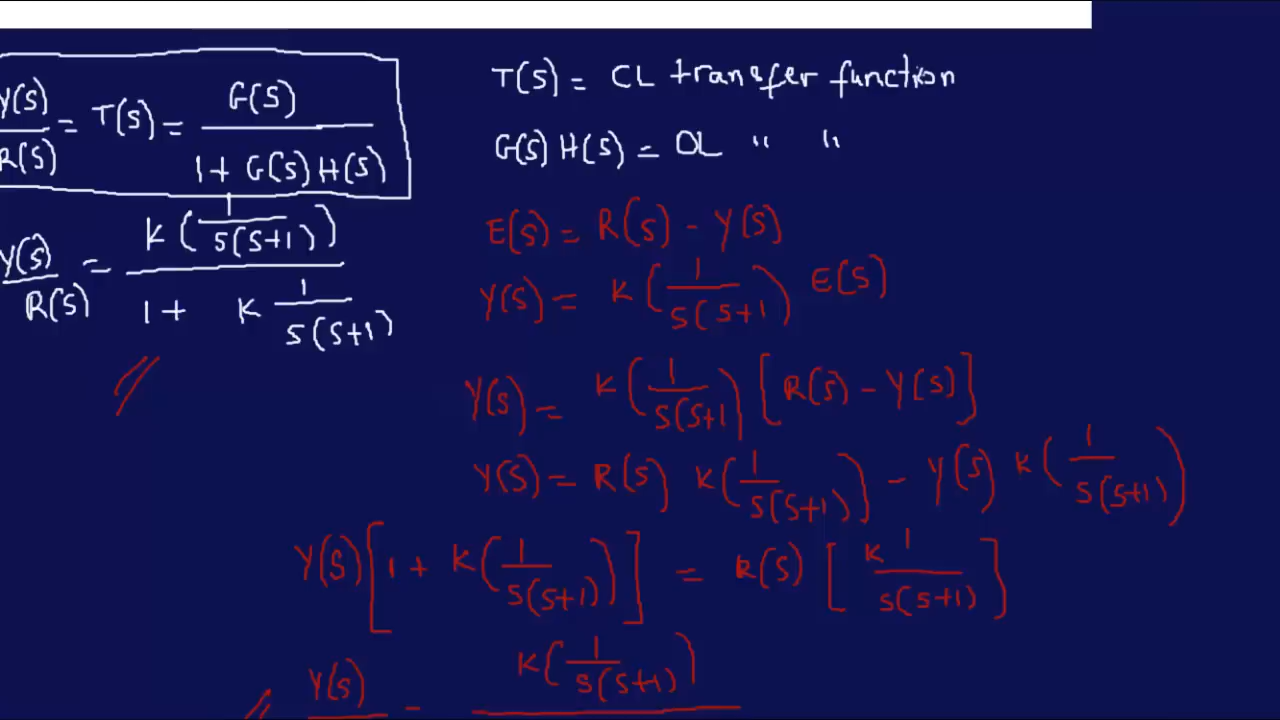 Y(S)/R(S) = T(S) = G(S)/(1 + G(S)H(S))
Y(S)/R(S) = K(1/(S(S+1)))/(1 + K 1/(S(S+1)))
T(S) = CL transfer function
G(S)H(S) = OL " "
E(S) = R(S) - Y(S)
Y(S) = K(1/(S(S+1))) E(S)
Y(S) = K(1/(S(S+1))) [R(S) - Y(S)]
Y(S) = R(S) K(1/(S(S+1))) - Y(S) K(1/(S(S+1)))
Y(S)[1 + K(1/(S(S+1)))] = R(S) [K 1/(S(S+1))]
Y(S) = K(1/(S(S+1)))